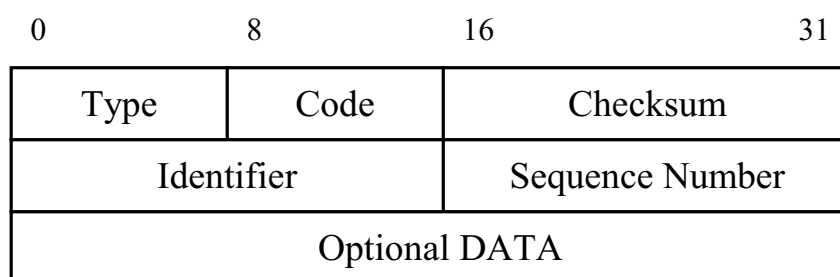 0 8 16 31
Type Code Checksum
Identifier Sequence Number
Optional DATA